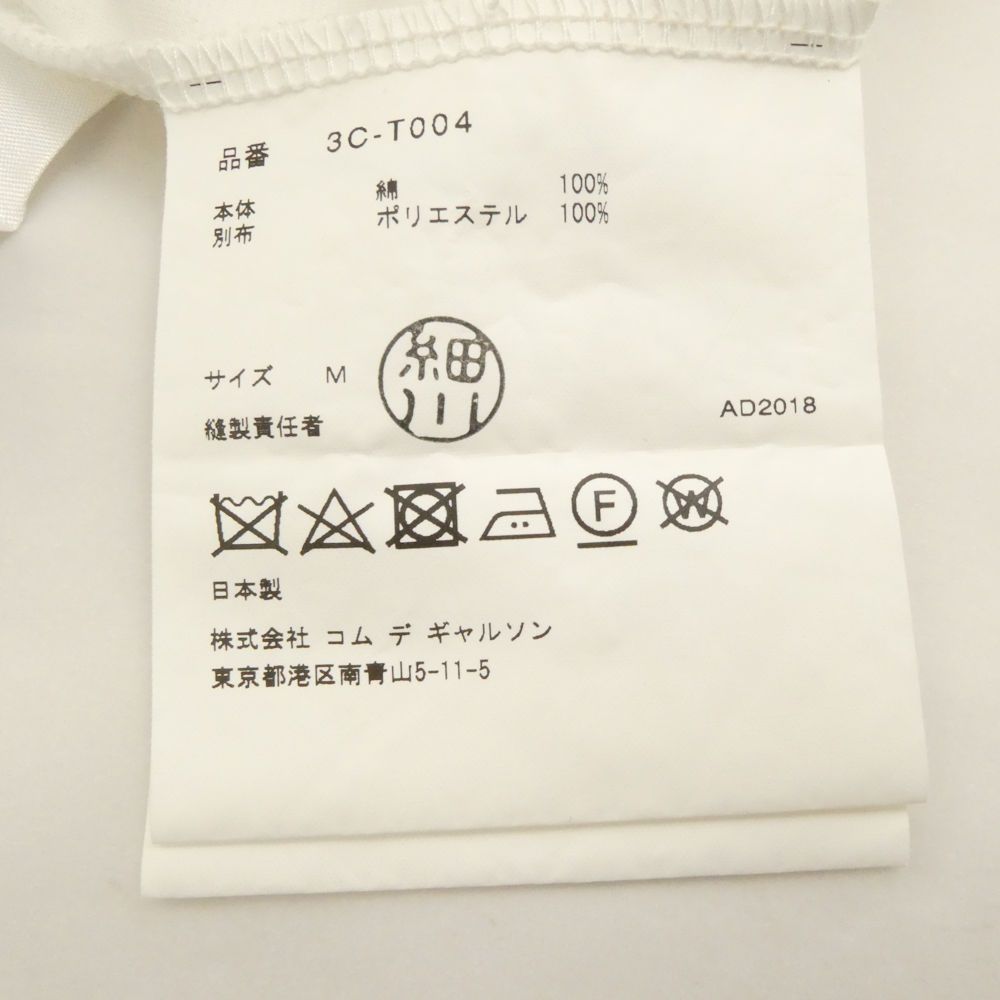 品番 3C-T004
本体 綿 100%
別布 ポリエステル 100%
サイズ M
細川
縫製責任者
AD2018
F W
日本製
株式会社 コム デ ギャルソン
東京都港区南青山5-11-5